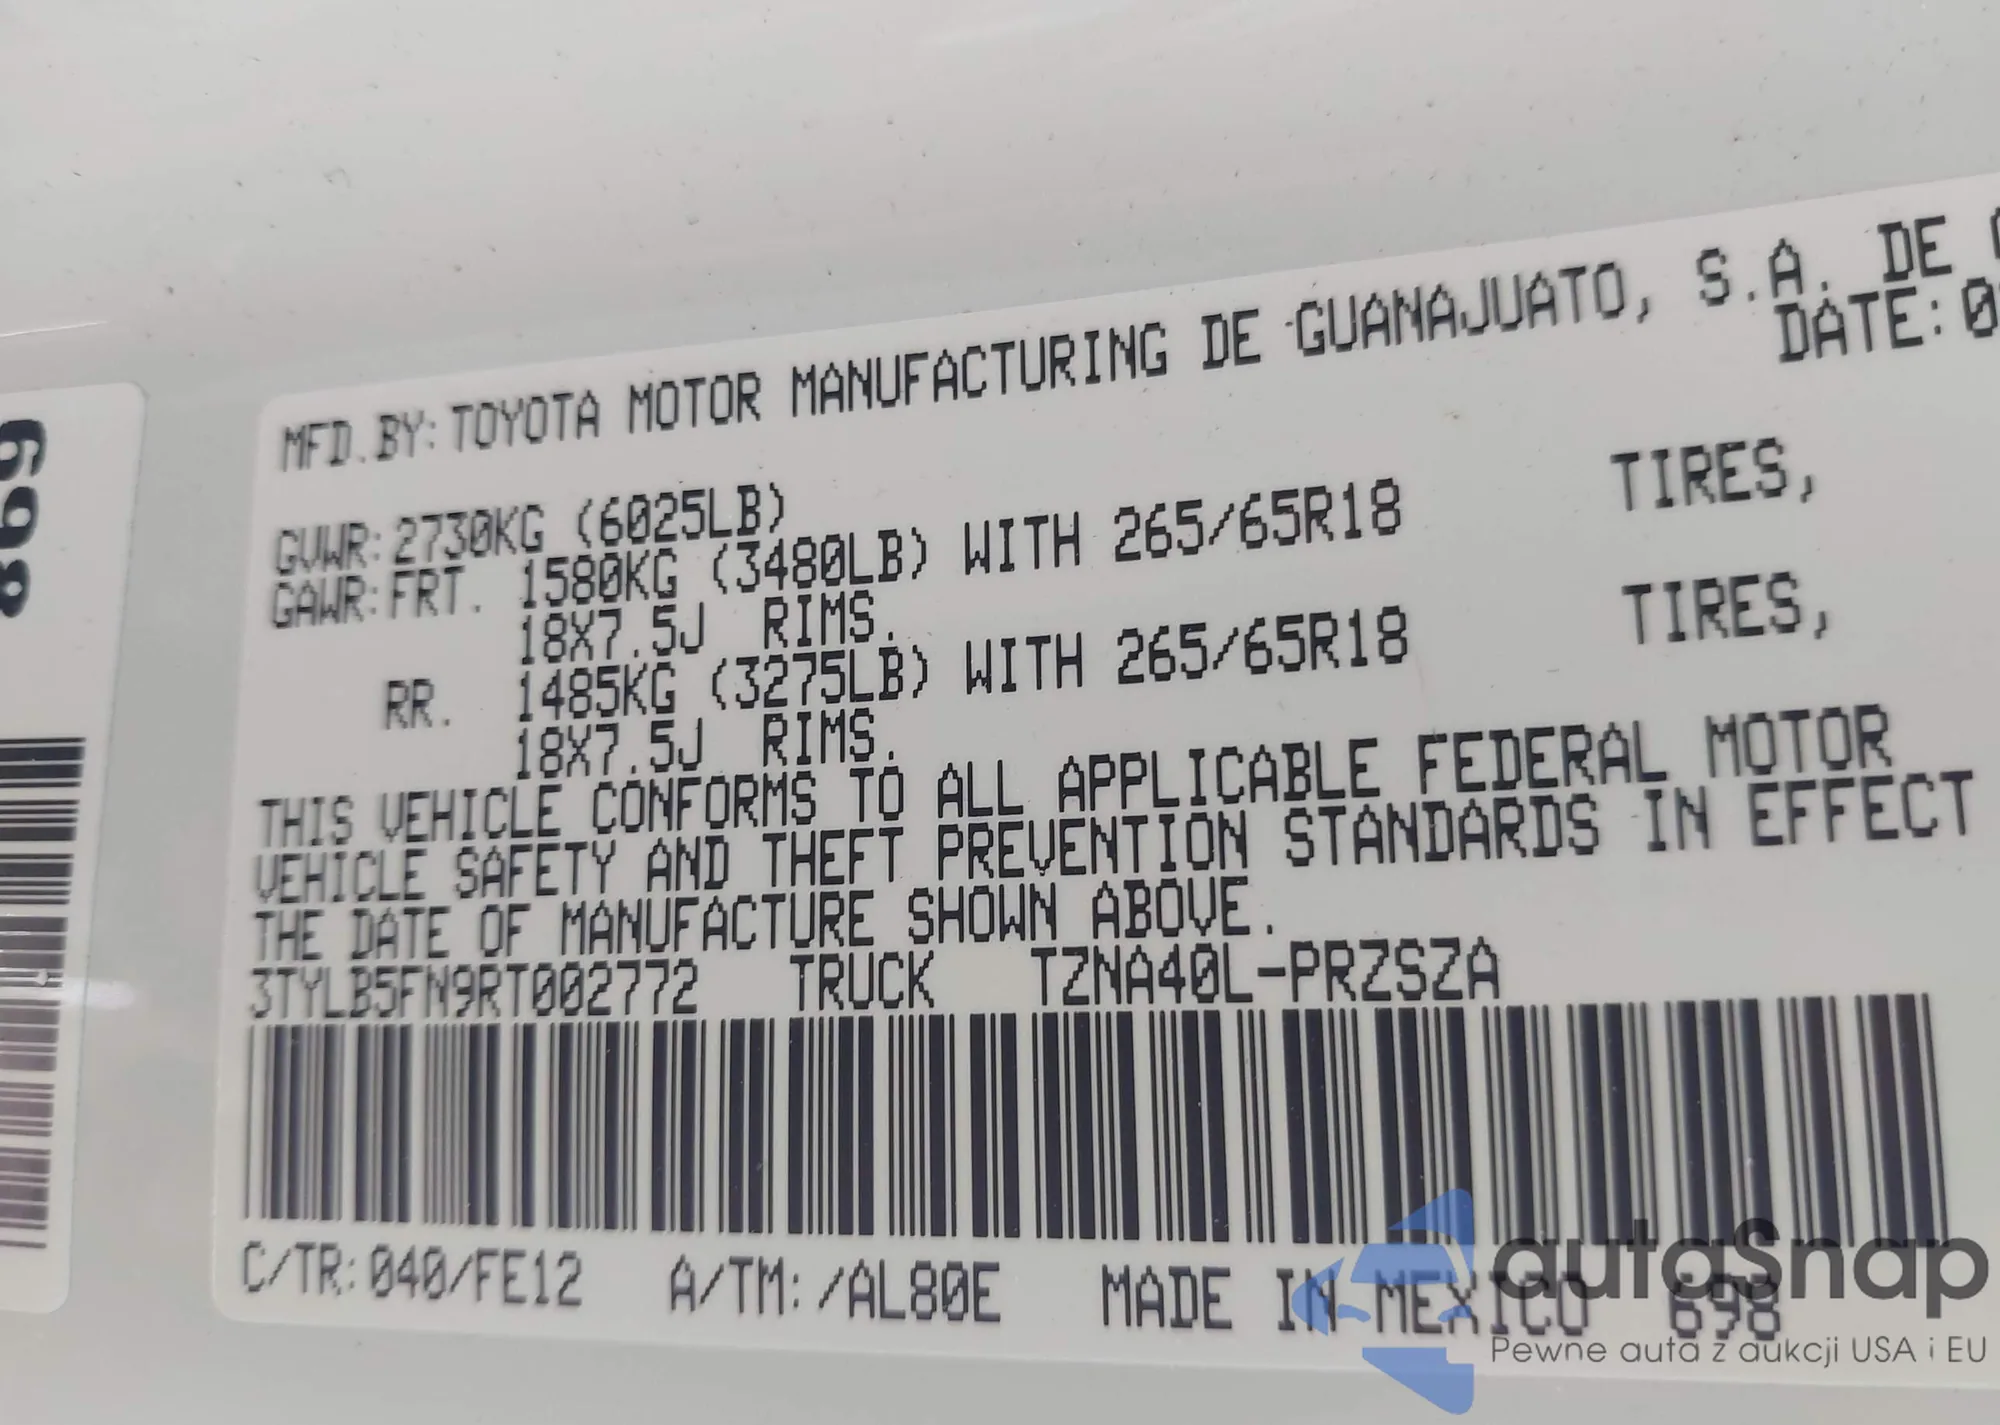 MFD.BY:TOYOTA MOTOR MANUFACTURING DE GUANAJUATO, S.A. DE
DATE:0
GVWR:2730KG (6025LB)
GAWR:FRT. 1580KG (3480LB) WITH 265/65R18 TIRES,
18X7.5J RIMS.
RR. 1485KG (3275LB) WITH 265/65R18 TIRES,
18X7.5J RIMS.
THIS VEHICLE CONFORMS TO ALL APPLICABLE FEDERAL MOTOR
VEHICLE SAFETY AND THEFT PREVENTION STANDARDS IN EFFECT
THE DATE OF MANUFACTURE SHOWN ABOVE.
3TYLB5FN9RT002772 TRUCK TZNA40L-PRZSZA
C/TR:040/FE12 A/TM:/AL80E MADE IN MEXICO 698
869
autoSnap
Pewne auta z aukcji USA i EU